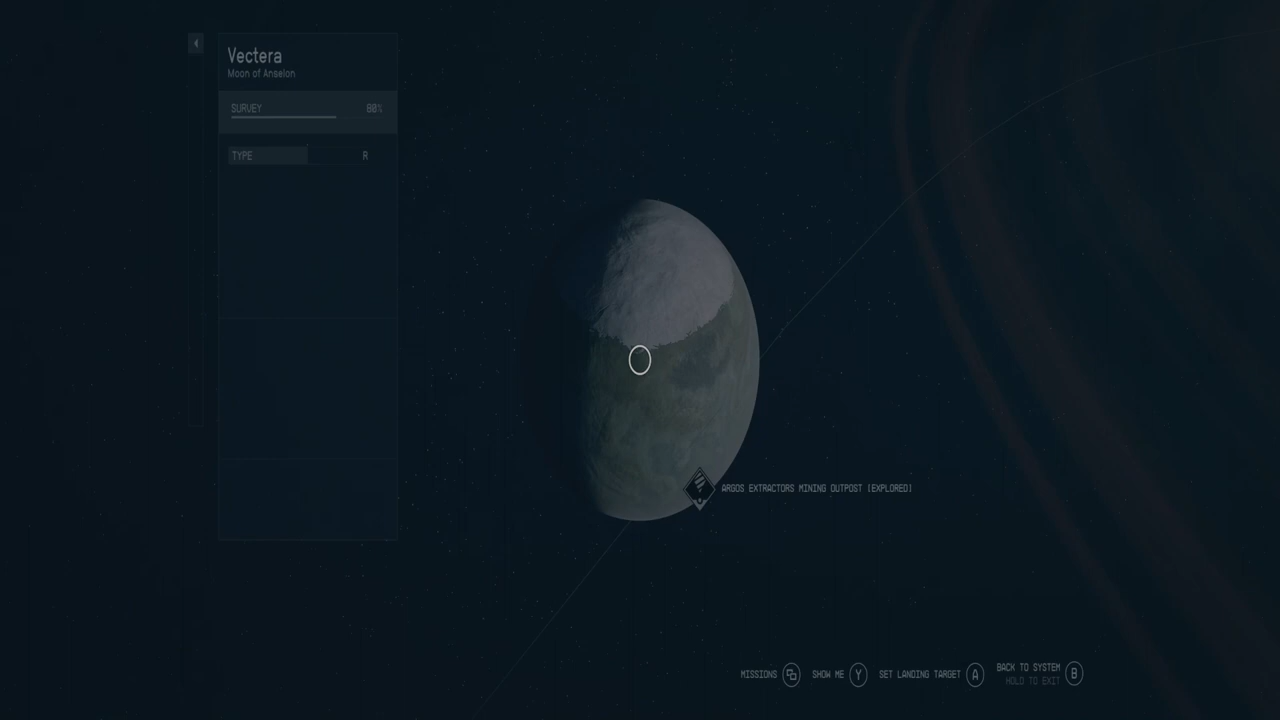 Vectera
Moon of Anselon
SURVEY 80%
TYPE R
ARGOS EXTRACTORS MINING OUTPOST [EXPLORED]
MISSIONS
SHOW ME Y
SET LANDING TARGET A
BACK TO SYSTEM B
HOLD TO EXIT